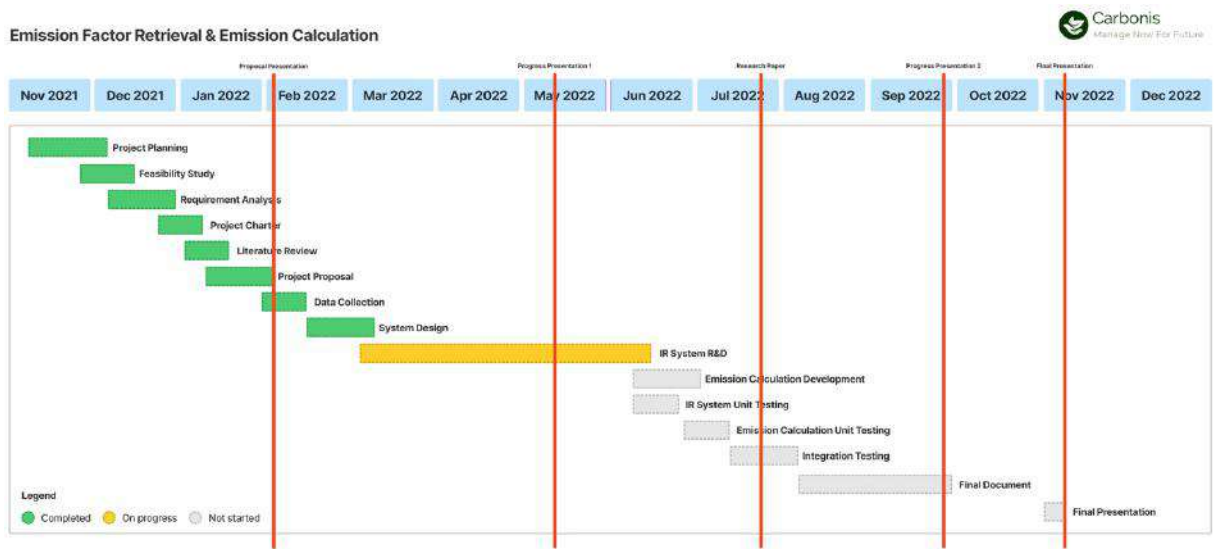 Carbonis
Manage Now For Future
Emission Factor Retrieval & Emission Calculation
Proposal Presentation
Progress Presentation 1
Research Paper
Progress Presentation 2
Final Presentation
Nov 2021
Dec 2021
Jan 2022
Feb 2022
Mar 2022
Apr 2022
May 2022
Jun 2022
Jul 2022
Aug 2022
Sep 2022
Oct 2022
Nov 2022
Dec 2022
Project Planning
Feasibility Study
Requirement Analysis
Project Charter
Literature Review
Project Proposal
Data Collection
System Design
IR System R&D
Emission Calculation Development
IR System Unit Testing
Emission Calculation Unit Testing
Integration Testing
Final Document
Final Presentation
Legend
Completed
On progress
Not started